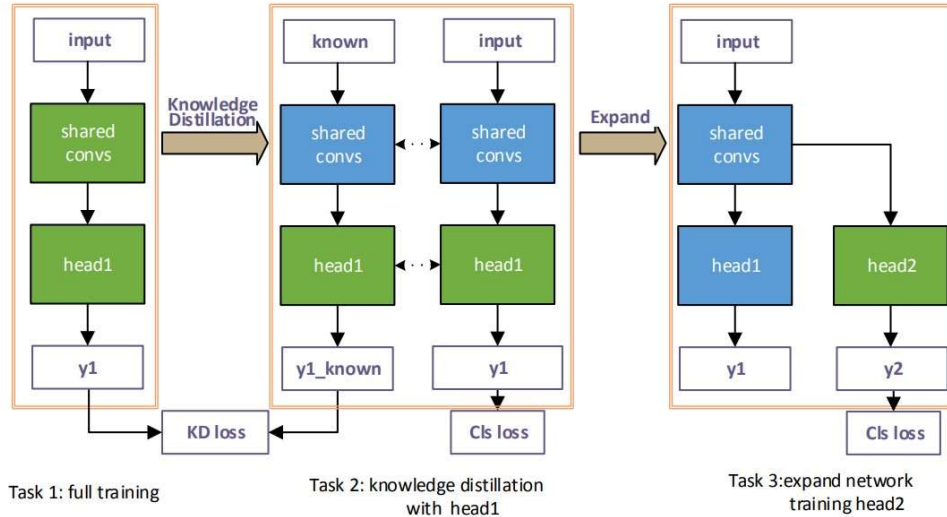 input
shared
convs
head1
y1
Knowledge
Distillation
known
input
shared
convs
shared
convs
head1
head1
y1_known
y1
KD loss
Cls loss
Expand
input
shared
convs
head1
head2
y1
y2
Cls loss
Task 1: full training
Task 2: knowledge distillation
with head1
Task 3:expand network
training head2